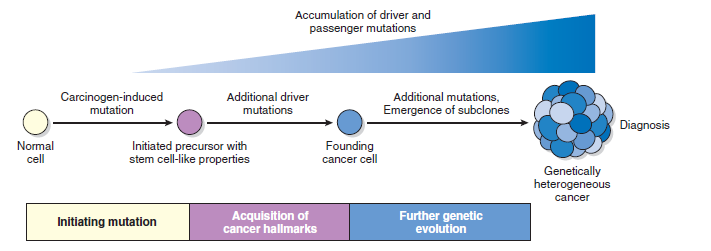 Accumulation of driver and
passenger mutations
Carcinogen-induced
mutation
Additional driver
mutations
Additional mutations,
Emergence of subclones
Normal
cell
Initiated precursor with
stem cell-like properties
Founding
cancer cell
Diagnosis
Genetically
heterogeneous
cancer
Initiating mutation
Acquisition of
cancer hallmarks
Further genetic
evolution